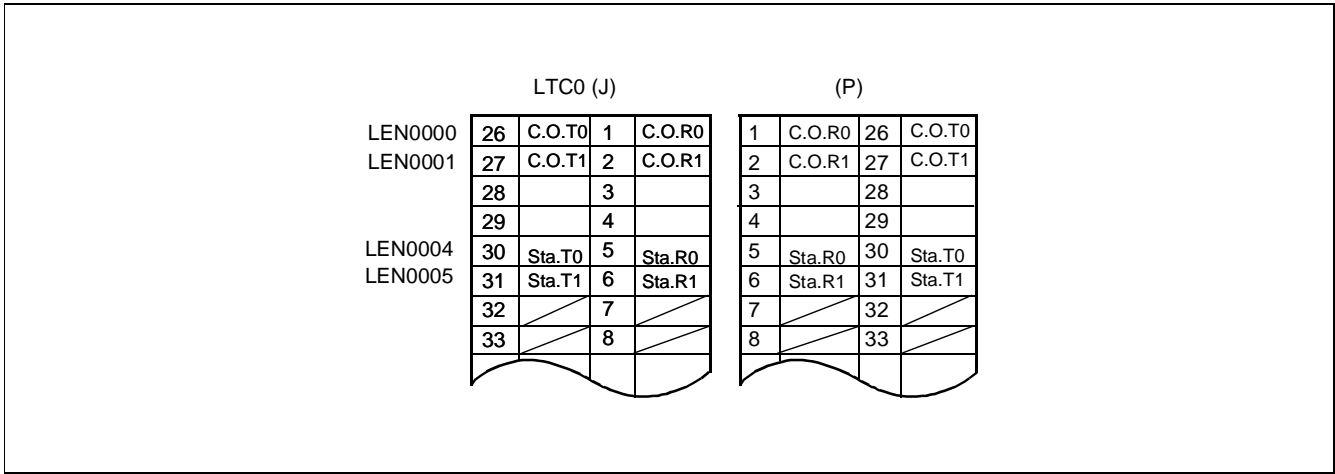 LTC0 (J) (P)
LEN0000 26 C.O.T0 1 C.O.R0 1 C.O.R0 26 C.O.T0
LEN0001 27 C.O.T1 2 C.O.R1 2 C.O.R1 27 C.O.T1
28 3 3 28
29 4 4 29
LEN0004 30 Sta.T0 5 Sta.R0 5 Sta.R0 30 Sta.T0
LEN0005 31 Sta.T1 6 Sta.R1 6 Sta.R1 31 Sta.T1
32 7 7 32
33 8 8 33